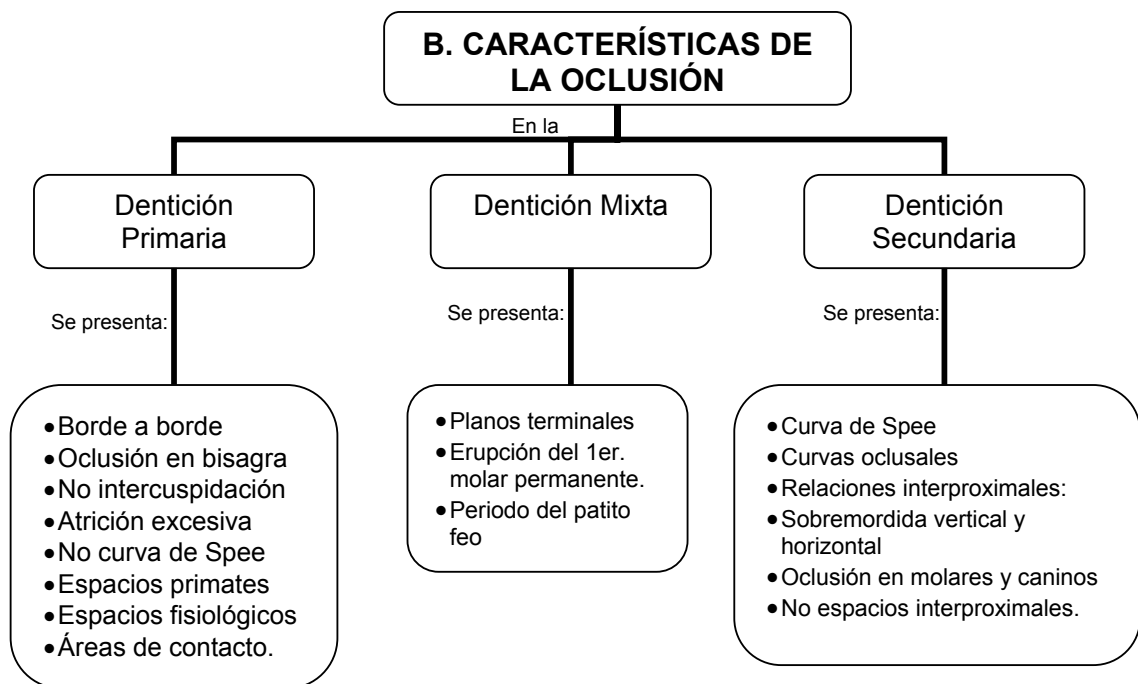 B. CARACTERÍSTICAS DE
LA OCLUSIÓN
En la
Dentición
Primaria
Dentición Mixta
Dentición
Secundaria
Se presenta:
Se presenta:
Se presenta:
•Borde a borde
•Oclusión en bisagra
•No intercuspidación
•Atrición excesiva
•No curva de Spee
•Espacios primates
•Espacios fisiológicos
•Áreas de contacto.
•Planos terminales
•Erupción del 1er.
molar permanente.
•Periodo del patito
feo
•Curva de Spee
•Curvas oclusales
•Relaciones interproximales:
•Sobremordida vertical y
horizontal
•Oclusión en molares y caninos
•No espacios interproximales.